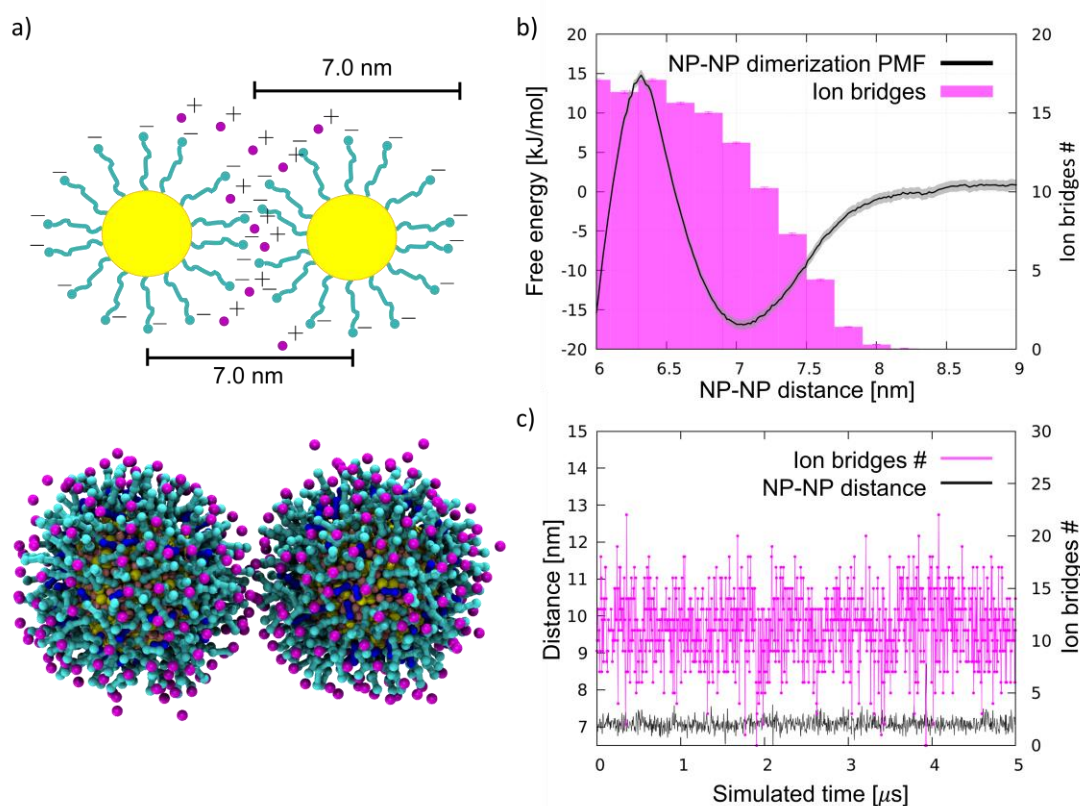 a)
7.0 nm
7.0 nm
b)
NP-NP dimerization PMF
Ion bridges
Free energy [kJ/mol]
20
15
10
5
0
-5
-10
-15
-20
20
15
10
5
0
Ion bridges #
6 6.5 7 7.5 8 8.5 9
NP-NP distance [nm]
c)
Ion bridges #
NP-NP distance
Distance [nm]
15
14
13
12
11
10
9
8
7
30
25
20
15
10
5
0
Ion bridges #
0 1 2 3 4 5
Simulated time [μs]